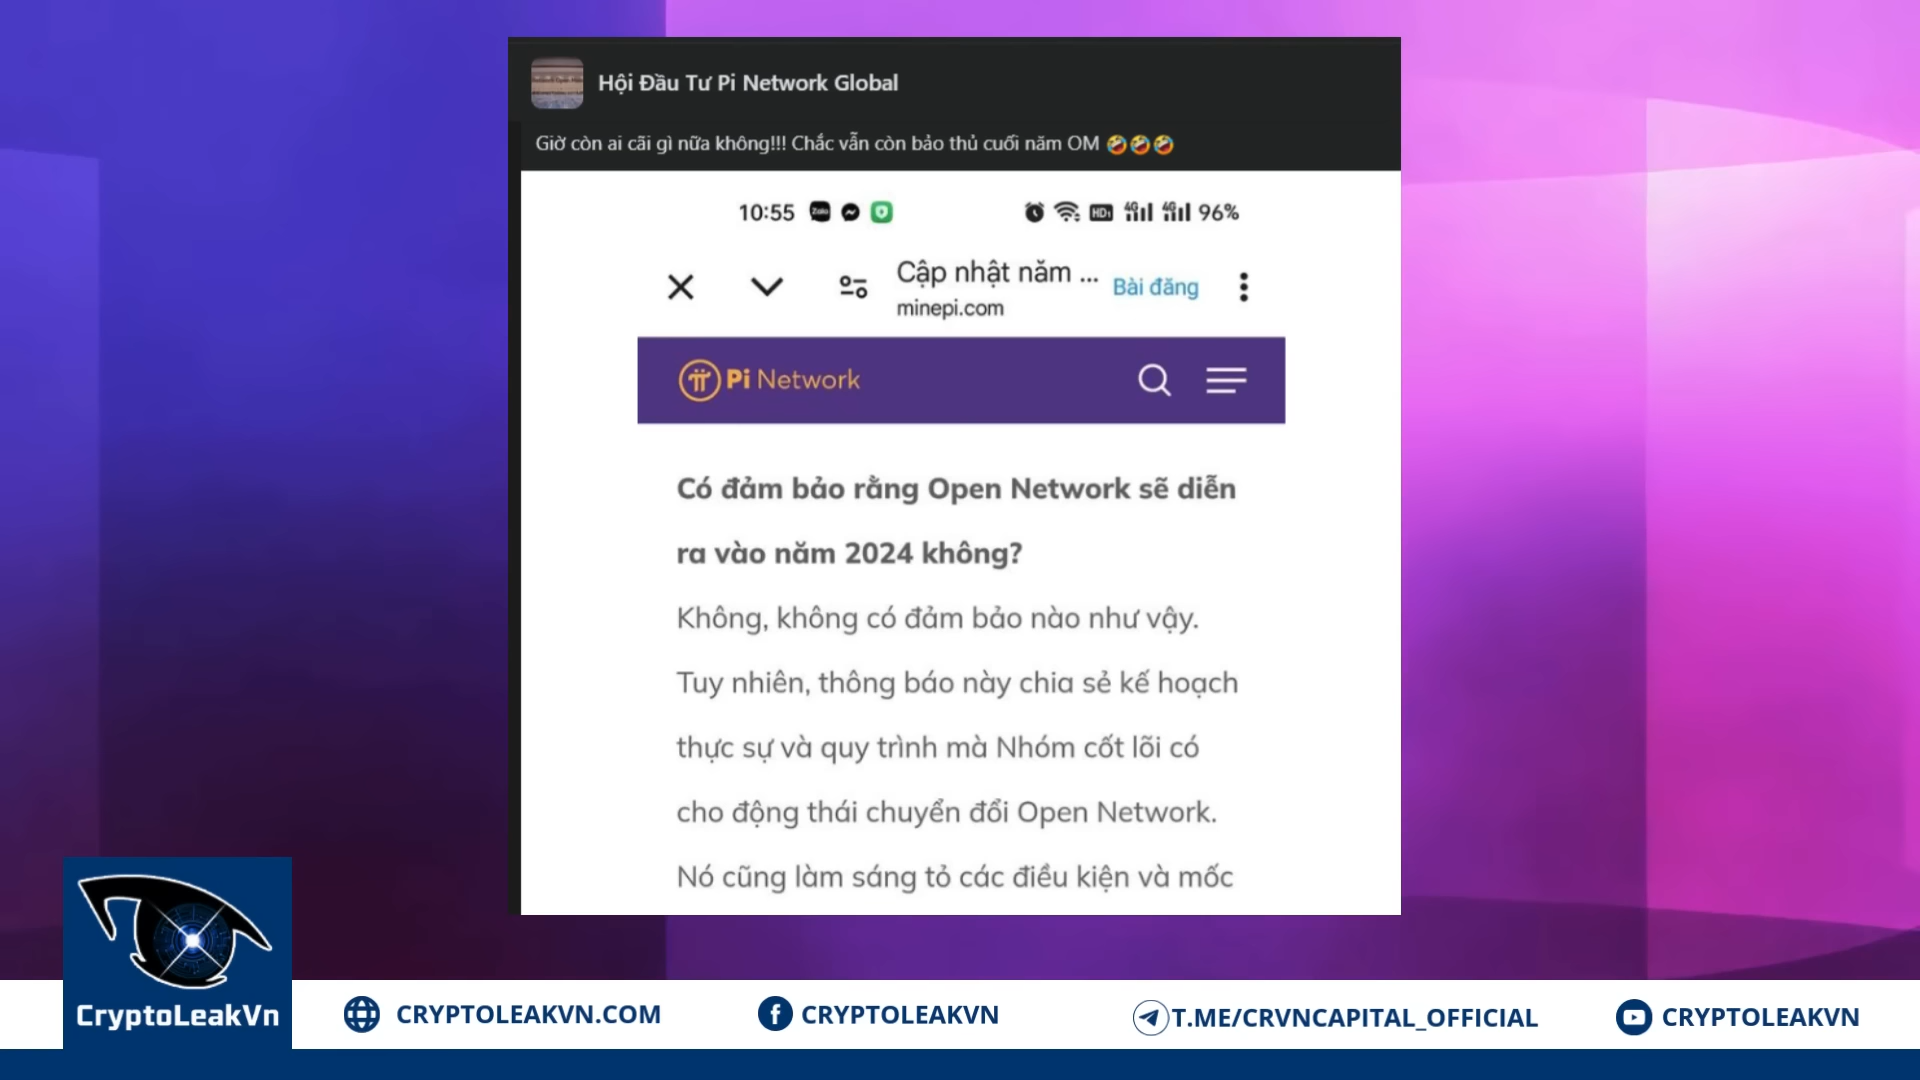 Hội Đầu Tư Pi Network Global
Giờ còn ai cãi gì nữa không!!! Chắc vẫn còn bảo thủ cuối năm OM 🤣🤣🤣
10:55 Zalo HD1 4G 4G 96%
Cập nhật năm ...
minepi.com
Bài đăng
Pi Network
Có đảm bảo rằng Open Network sẽ diễn
ra vào năm 2024 không?
Không, không có đảm bảo nào như vậy.
Tuy nhiên, thông báo này chia sẻ kế hoạch
thực sự và quy trình mà Nhóm cốt lõi có
cho động thái chuyển đổi Open Network.
Nó cũng làm sáng tỏ các điều kiện và mốc
CryptoLeakVn
CRYPTOLEAKVN.COM
CRYPTOLEAKVN
T.ME/CRVNCAPITAL_OFFICIAL
CRYPTOLEAKVN